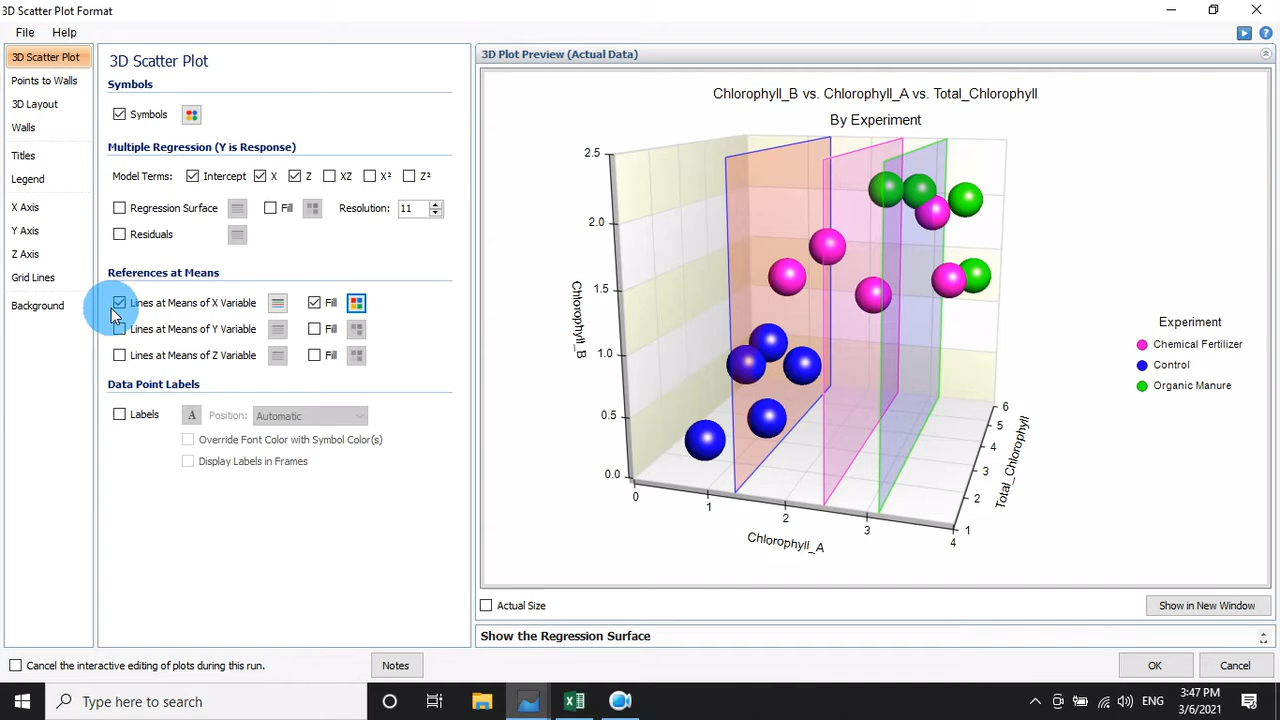 3D Scatter Plot Format
File Help
3D Scatter Plot
Points to Walls
3D Layout
Walls
Titles
Legend
X Axis
Y Axis
Z Axis
Grid Lines
Background
3D Scatter Plot
Symbols
Symbols
Multiple Regression (Y is Response)
Model Terms: Intercept X Z XZ X² Z²
Regression Surface Fill Resolution: 11
Residuals
References at Means
Lines at Means of X Variable Fill
Lines at Means of Y Variable Fill
Lines at Means of Z Variable Fill
Data Point Labels
Labels A Position: Automatic
Override Font Color with Symbol Color(s)
Display Labels in Frames
3D Plot Preview (Actual Data)
Chlorophyll_B vs. Chlorophyll_A vs. Total_Chlorophyll
By Experiment
2.5
2.0
1.5
1.0
0.5
0.0
Chlorophyll_B
0 1 2 3 4
Chlorophyll_A
1
2
3
4
5
6
Total_Chlorophyll
Experiment
Chemical Fertilizer
Control
Organic Manure
Actual Size Show in New Window
Show the Regression Surface
Cancel the interactive editing of plots during this run. Notes OK Cancel
Type here to search
ENG
3:47 PM
3/6/2021